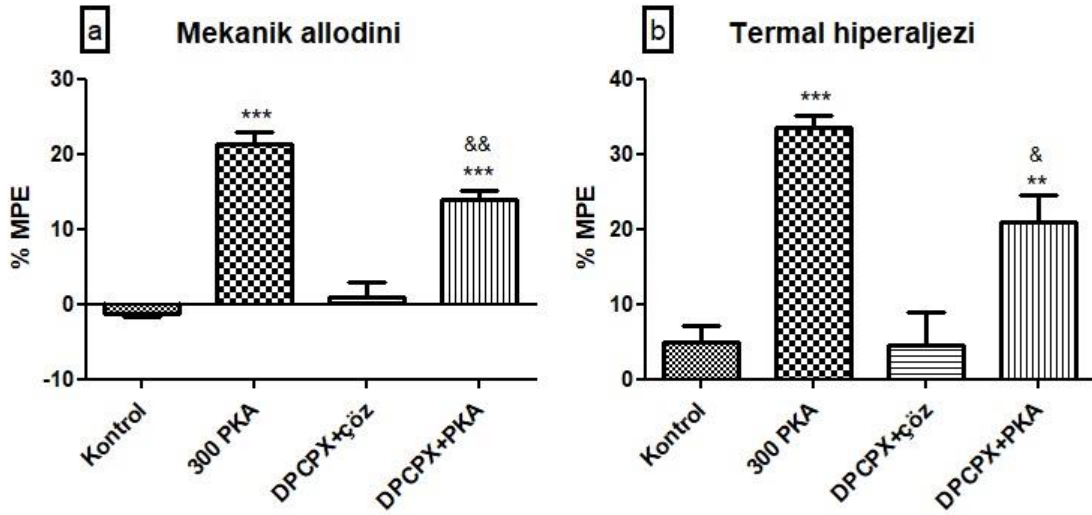 a
Mekanik allodini
30
20
10
0
-10
% MPE
***
&&
***
Kontrol
300 PKA
DPCPX+çöz
DPCPX+PKA
b
Termal hiperaljezi
40
30
20
10
0
% MPE
***
&
**
Kontrol
300 PKA
DPCPX+çöz
DPCPX+PKA